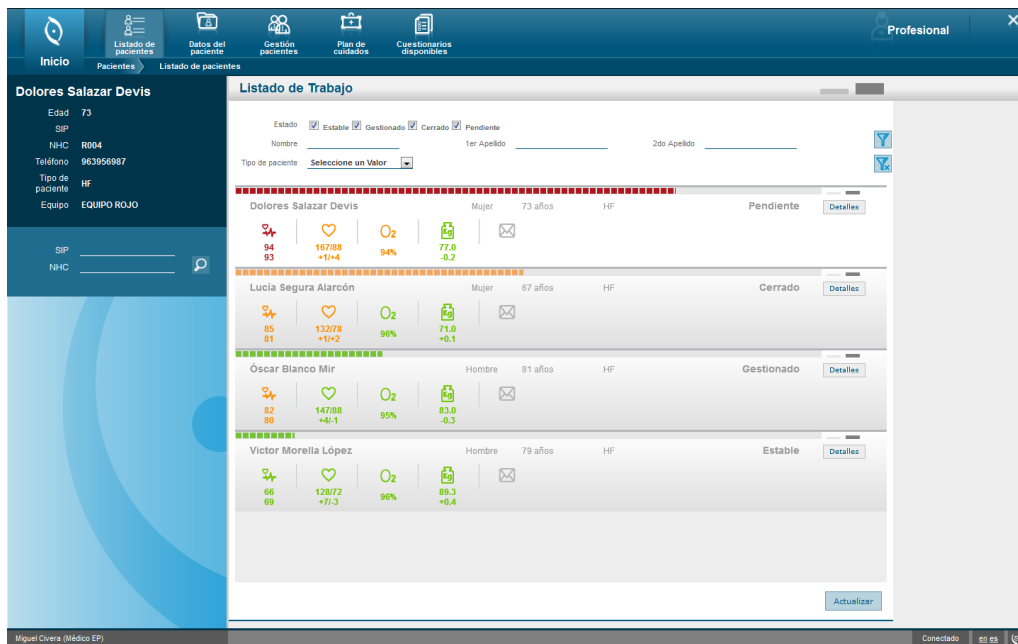 Inicio
Listado de pacientes
Datos del paciente
Gestión pacientes
Plan de cuidados
Cuestionarios disponibles
Profesional
Pacientes
Listado de pacientes
Dolores Salazar Devis
Edad 73
SIP
NHC R004
Teléfono 963956987
Tipo de paciente HF
Equipo EQUIPO ROJO
SIP
NHC
Listado de Trabajo
Estado Estable Gestionado Cerrado Pendiente
Nombre 1er Apellido 2do Apellido
Tipo de paciente Seleccione un Valor
Dolores Salazar Devis Mujer 73 años HF Pendiente Detalles
O2 Kg
94 167/88 94% 77.0
93 +1/+4 -0.2
Lucía Segura Alarcón Mujer 67 años HF Cerrado Detalles
O2 Kg
85 132/78 96% 71.0
81 +1/+2 +0.1
Òscar Blanco Mir Hombre 81 años HF Gestionado Detalles
O2 Kg
82 147/88 95% 83.0
80 +4/-1 -0.3
Victor Morella López Hombre 79 años HF Estable Detalles
O2 Kg
66 128/72 96% 89.3
69 +7/-3 +0.4
Actualizar
Miguel Civera (Médico EP)
Conectado en es